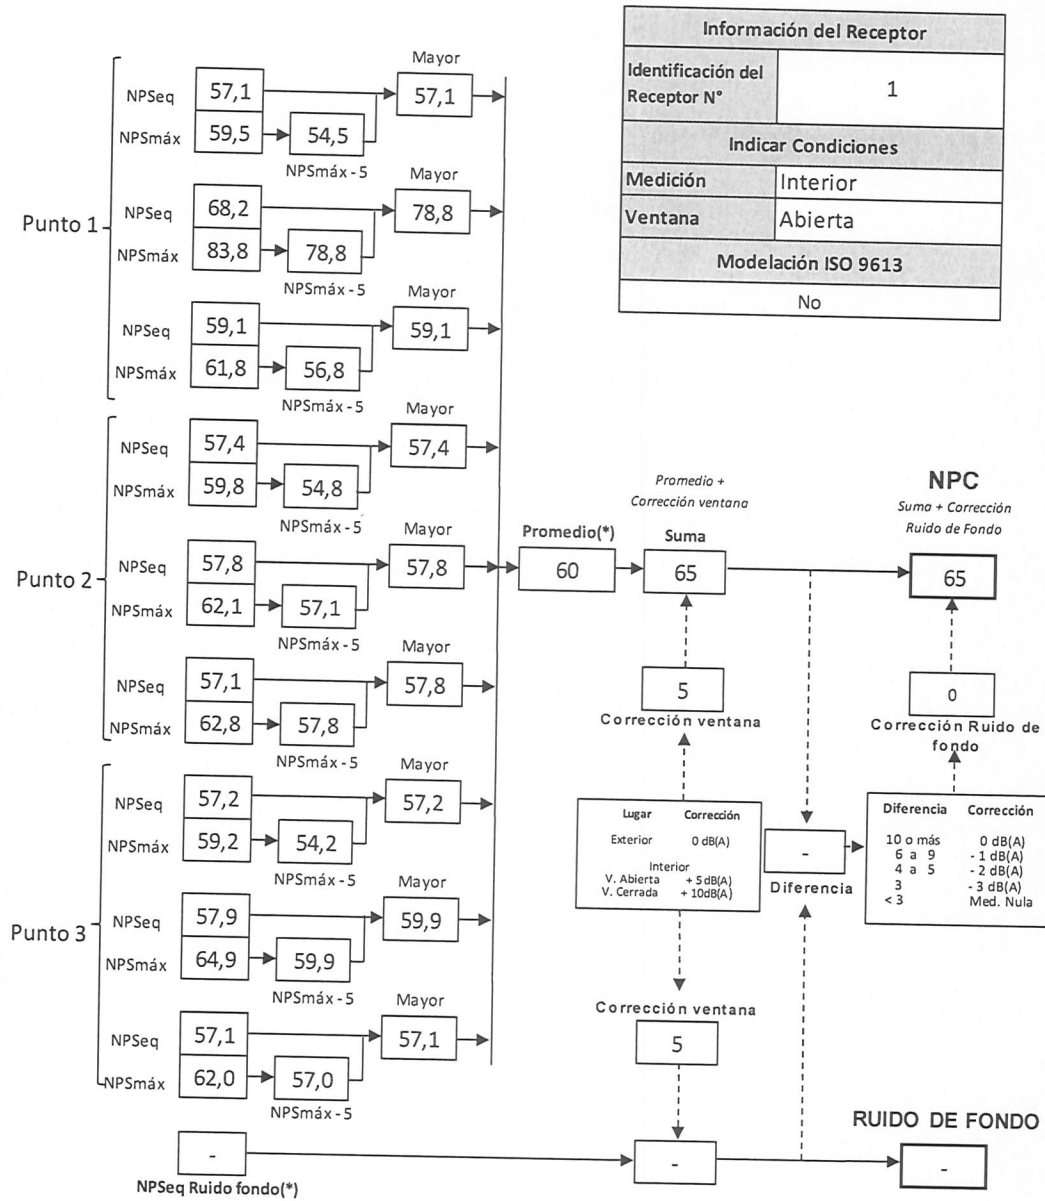 Información del Receptor
Identificación del
Receptor N°
1
Indicar Condiciones
Medición Interior
Ventana Abierta
Modelación ISO 9613
No
Punto 1
Mayor
NPSeq 57,1 57,1
NPSmáx 59,5 54,5
NPSmáx - 5
Mayor
NPSeq 68,2 78,8
NPSmáx 83,8 78,8
NPSmáx - 5
Mayor
NPSeq 59,1 59,1
NPSmáx 61,8 56,8
NPSmáx - 5
Punto 2
Mayor
NPSeq 57,4 57,4
NPSmáx 59,8 54,8
NPSmáx - 5
Mayor
NPSeq 57,8 57,8
NPSmáx 62,1 57,1
NPSmáx - 5
Mayor
NPSeq 57,1 57,8
NPSmáx 62,8 57,8
NPSmáx - 5
Punto 3
Mayor
NPSeq 57,2 57,2
NPSmáx 59,2 54,2
NPSmáx - 5
Mayor
NPSeq 57,9 59,9
NPSmáx 64,9 59,9
NPSmáx - 5
Mayor
NPSeq 57,1 57,1
NPSmáx 62,0 57,0
NPSmáx - 5
-
NPSeq Ruido fondo(*)
Promedio(*)
60
Promedio +
Corrección ventana
Suma
65
5
Corrección ventana
Lugar Corrección
Exterior 0 dB(A)
Interior
V. Abierta + 5 dB(A)
V. Cerrada + 10dB(A)
Corrección ventana
5
-
-
Diferencia
NPC
Suma + Corrección
Ruido de Fondo
65
0
Corrección Ruido de
fondo
Diferencia Corrección
10 o más 0 dB(A)
6 a 9 - 1 dB(A)
4 a 5 - 2 dB(A)
3 - 3 dB(A)
< 3 Med. Nula
RUIDO DE FONDO
-